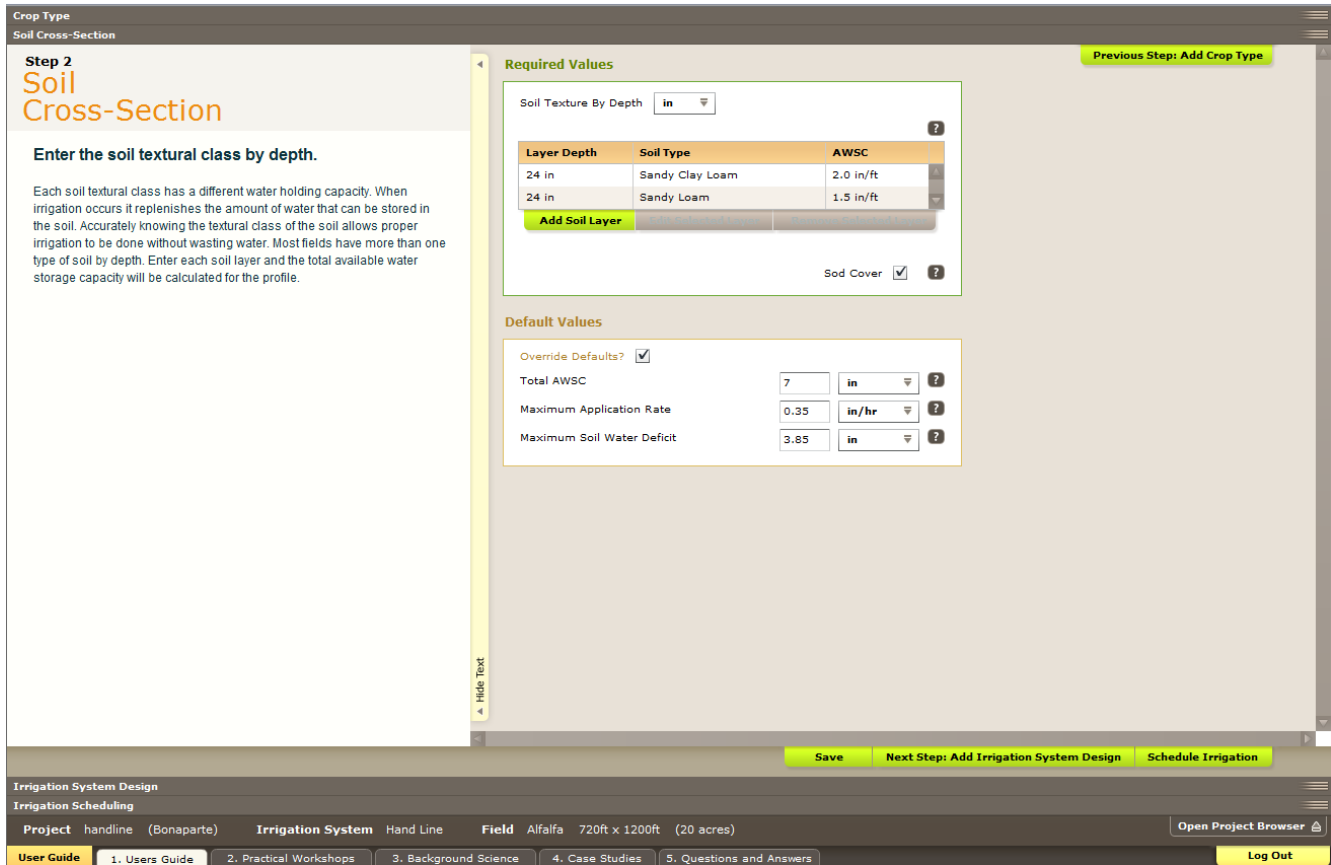 Crop Type
Soil Cross-Section
Step 2
Soil
Cross-Section
Enter the soil textural class by depth.
Each soil textural class has a different water holding capacity. When
irrigation occurs it replenishes the amount of water that can be stored in
the soil. Accurately knowing the textural class of the soil allows proper
irrigation to be done without wasting water. Most fields have more than one
type of soil by depth. Enter each soil layer and the total available water
storage capacity will be calculated for the profile.
Hide Text
Previous Step: Add Crop Type
Required Values
Soil Texture By Depth in
?
Layer Depth Soil Type AWSC
24 in Sandy Clay Loam 2.0 in/ft
24 in Sandy Loam 1.5 in/ft
Add Soil Layer Edit Selected Layer Remove Selected Layer
Sod Cover ?
Default Values
Override Defaults?
Total AWSC 7 in ?
Maximum Application Rate 0.35 in/hr ?
Maximum Soil Water Deficit 3.85 in ?
Save Next Step: Add Irrigation System Design Schedule Irrigation
Irrigation System Design
Irrigation Scheduling
Project handline (Bonaparte) Irrigation System Hand Line Field Alfalfa 720ft x 1200ft (20 acres) Open Project Browser
User Guide 1. Users Guide 2. Practical Workshops 3. Background Science 4. Case Studies 5. Questions and Answers Log Out